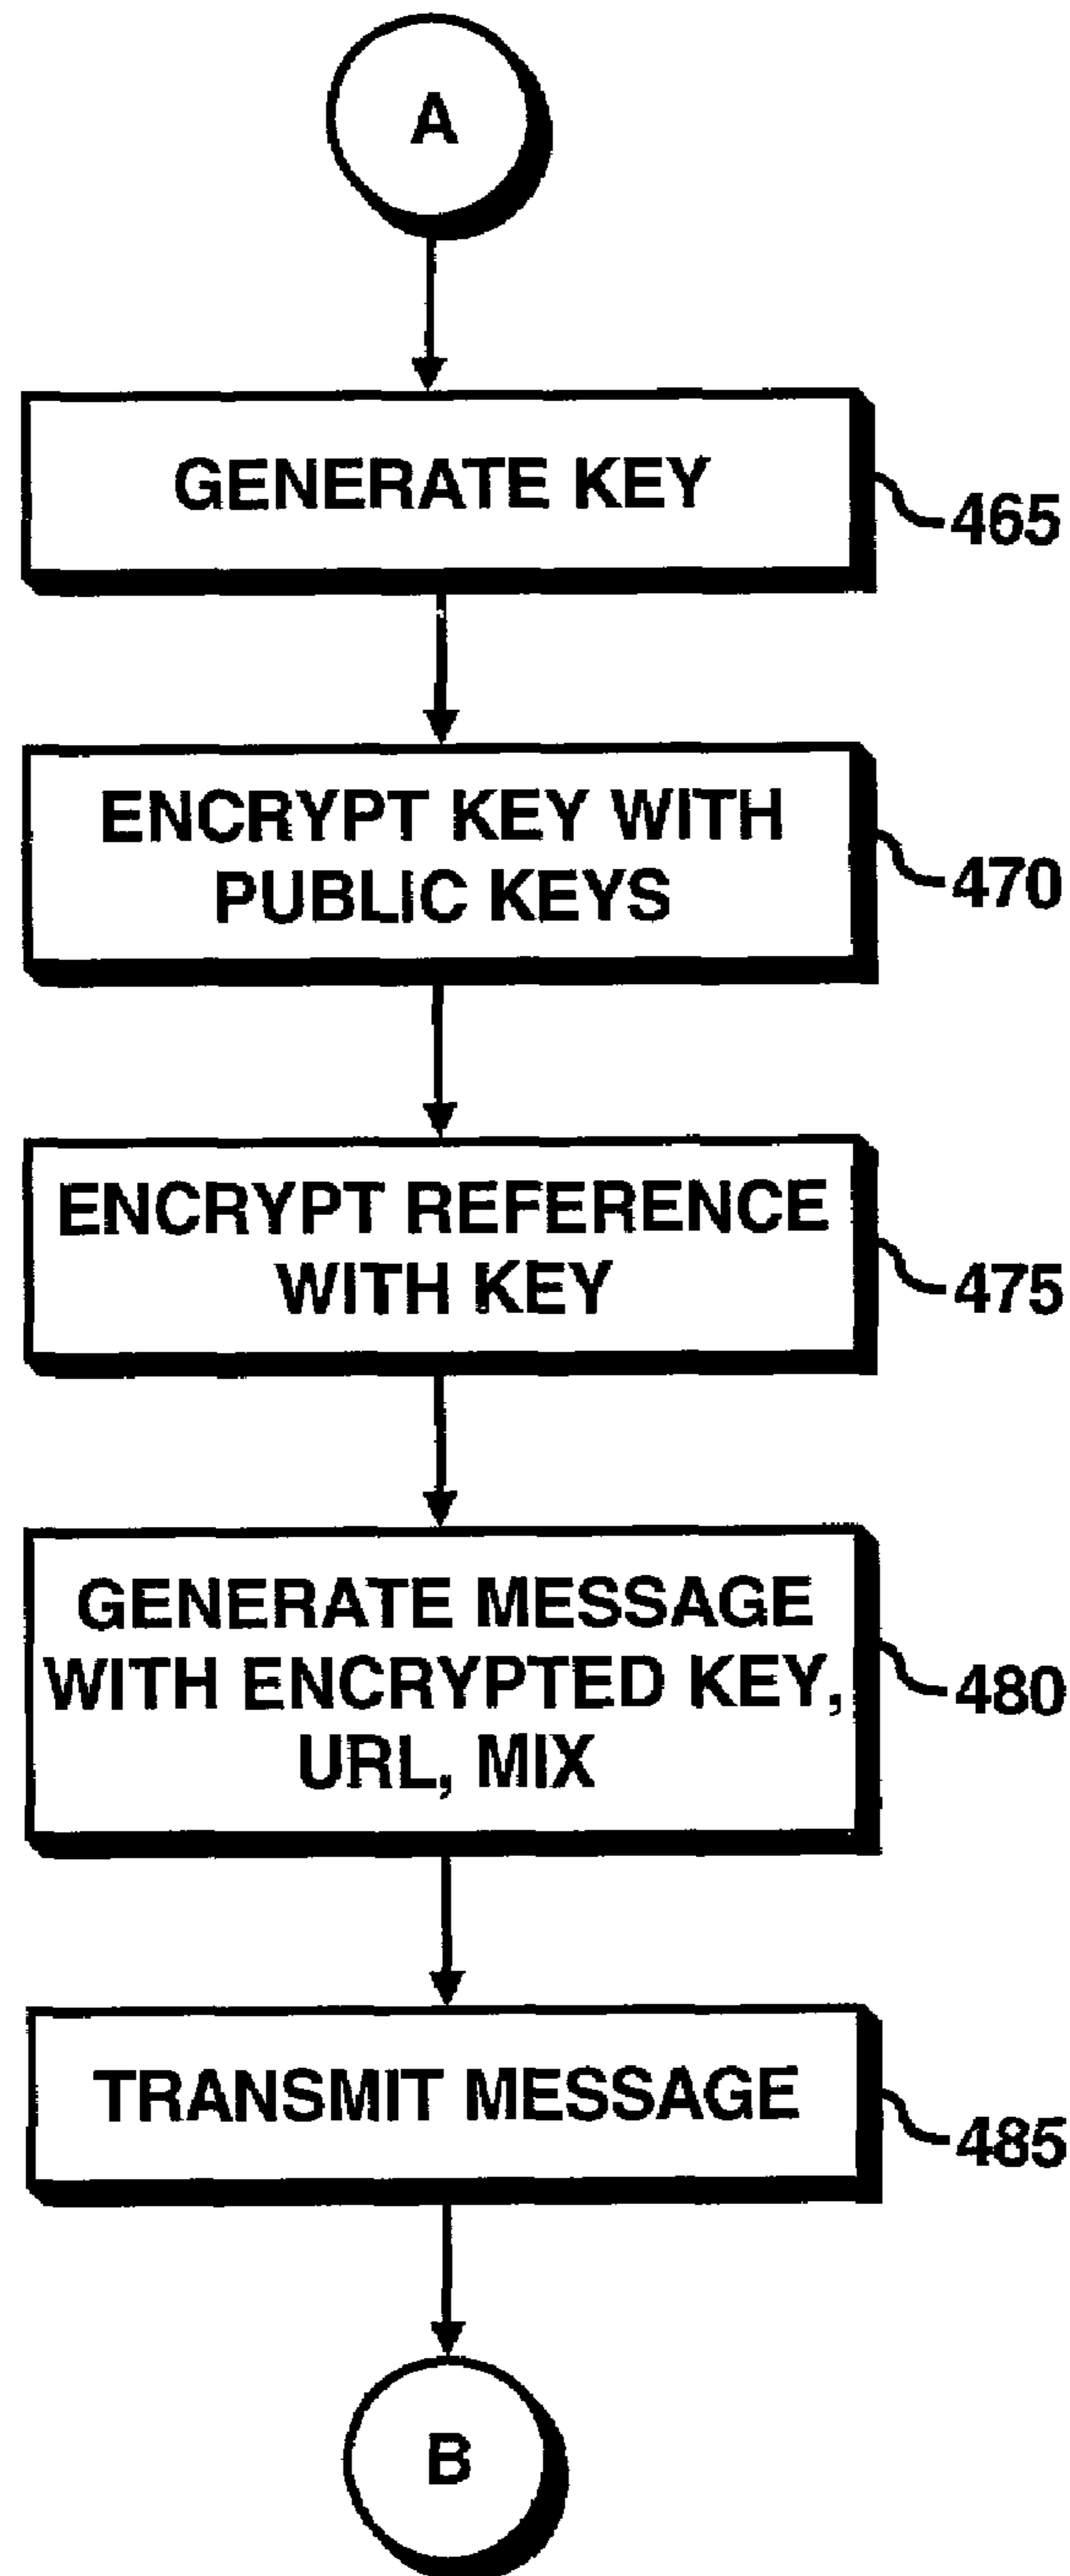 A
GENERATE KEY
465
ENCRYPT KEY WITH
PUBLIC KEYS
470
ENCRYPT REFERENCE
WITH KEY
475
GENERATE MESSAGE
WITH ENCRYPTED KEY,
URL, MIX
480
TRANSMIT MESSAGE
485
B